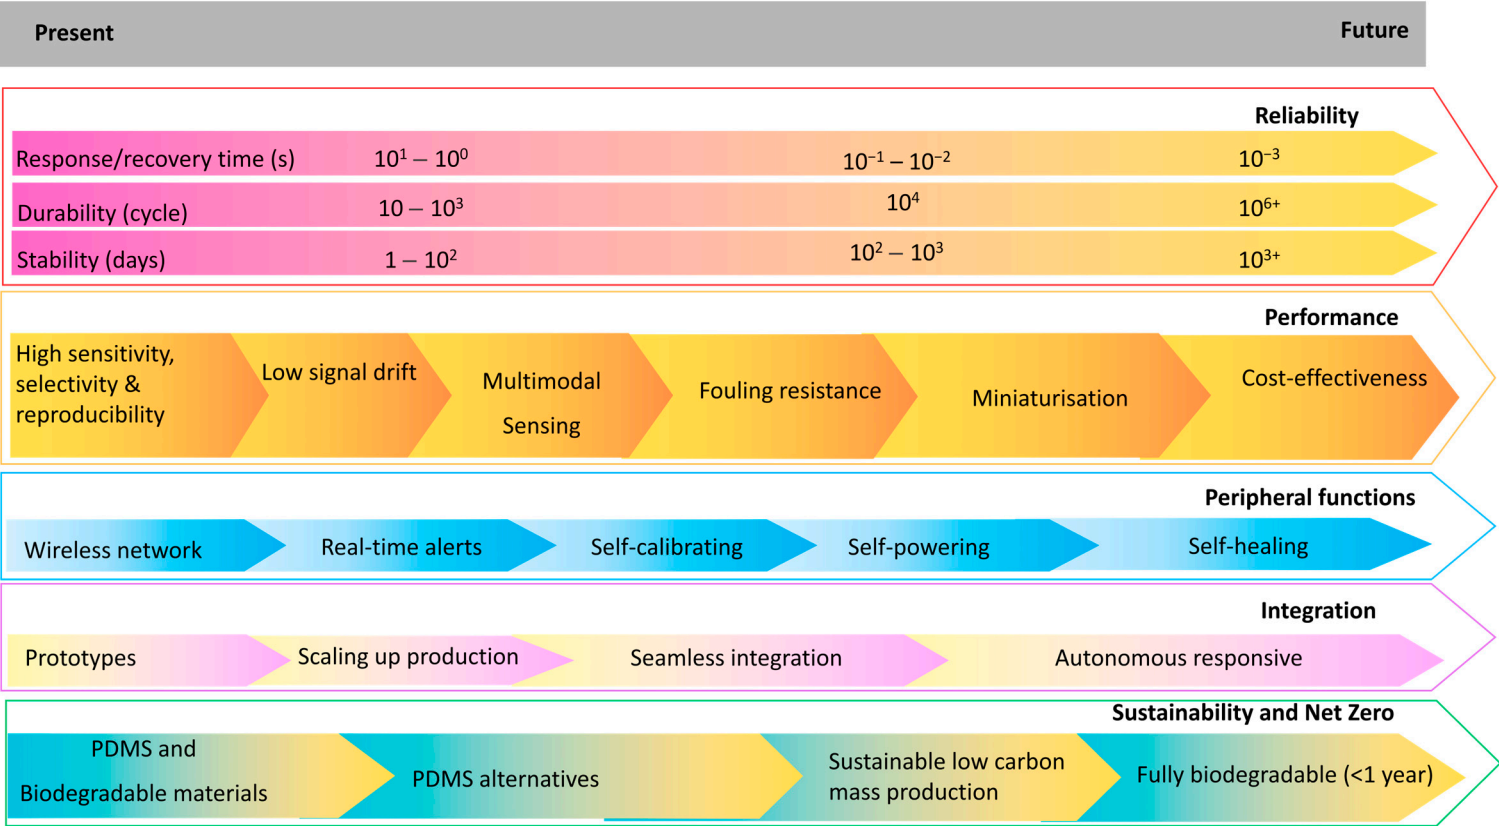 Present
Future
Reliability
Response/recovery time (s)
10¹ – 10⁰
10⁻¹ – 10⁻²
10⁻³
Durability (cycle)
10 – 10³
10⁴
10⁶⁺
Stability (days)
1 – 10²
10² – 10³
10³⁺
Performance
High sensitivity,
selectivity &
reproducibility
Low signal drift
Multimodal
Sensing
Fouling resistance
Miniaturisation
Cost-effectiveness
Peripheral functions
Wireless network
Real-time alerts
Self-calibrating
Self-powering
Self-healing
Integration
Prototypes
Scaling up production
Seamless integration
Autonomous responsive
Sustainability and Net Zero
PDMS and
Biodegradable materials
PDMS alternatives
Sustainable low carbon
mass production
Fully biodegradable (<1 year)